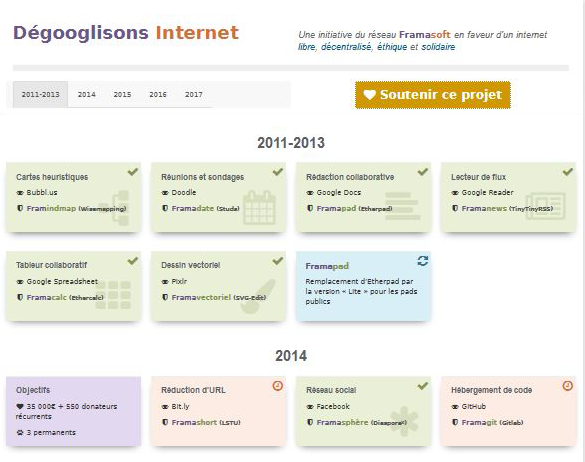 Dégooglisons Internet
Une initiative du réseau Framasoft en faveur d'un internet
libre, décentralisé, éthique et solidaire
2011-2013 2014 2015 2016 2017
Soutenir ce projet
2011-2013
Cartes heuristiques
Bubbl.us
Framindmap (Wisemapping)
Réunions et sondages
Doodle
Framadate (Studs)
Rédaction collaborative
Google Docs
Framapad (Etherpad)
Lecteur de flux
Google Reader
Framanews (TinyTinyRSS)
Tableur collaboratif
Google Spreadsheet
Framacalc (Ethercalc)
Dessin vectoriel
Pixlr
Framavectoriel (SVG-Edit)
Framapad
Remplacement d'Etherpad par
la version « Lite » pour les pads
publics
2014
Objectifs
35 000€ + 550 donateurs
récurrents
3 permanents
Réduction d'URL
Bit.ly
Framashort (LSTU)
Réseau social
Facebook
Framasphère (Diaspora*)
Hébergement de code
GitHub
Framagit (Gitlab)